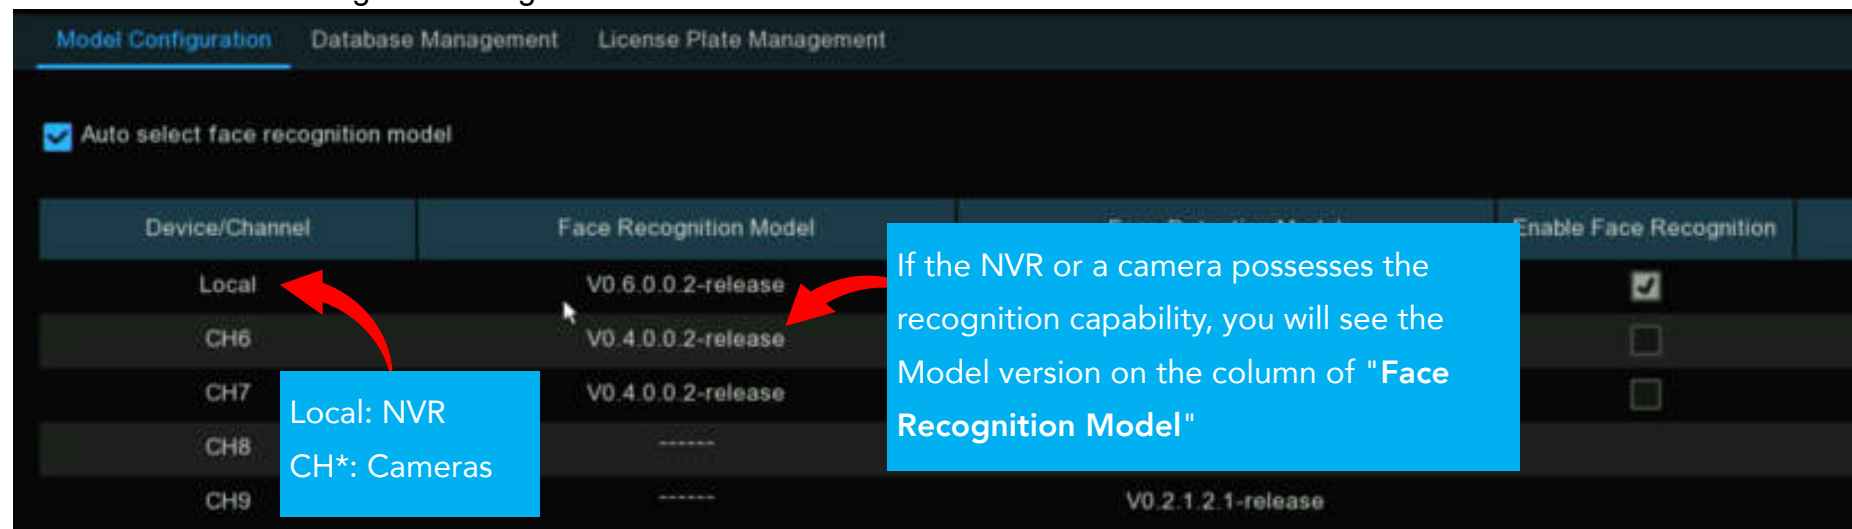 Model Configuration Database Management License Plate Management
Auto select face recognition model
Device/Channel Face Recognition Model Enable Face Recognition
Local V0.6.0.0.2-release
CH6 V0.4.0.0.2-release
CH7 V0.4.0.0.2-release
CH8 ------
CH9 ------ V0.2.1.2.1-release
Local: NVR
CH*: Cameras
If the NVR or a camera possesses the
recognition capability, you will see the
Model version on the column of "Face
Recognition Model"